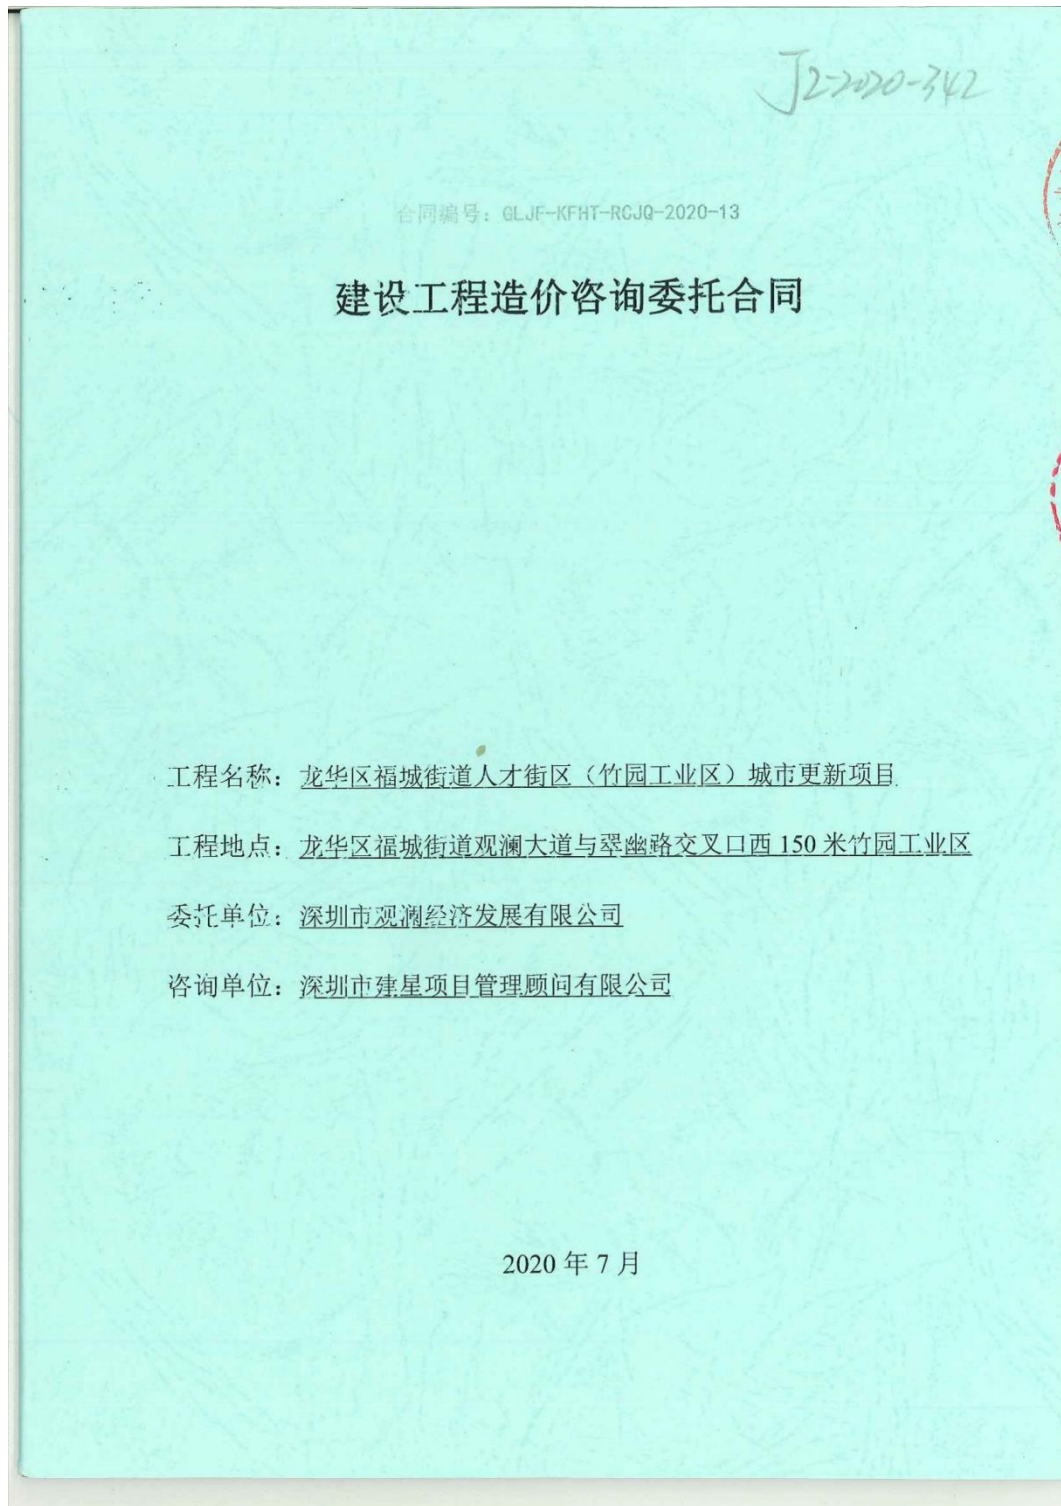 J2-2020-342
合同编号：GLJF-KFHT-RCJQ-2020-13
建设工程造价咨询委托合同
工程名称：龙华区福城街道人才街区（竹园工业区）城市更新项目
工程地点：龙华区福城街道观澜大道与翠幽路交叉口西150米竹园工业区
委托单位：深圳市观澜经济发展有限公司
咨询单位：深圳市建星项目管理顾问有限公司
2020年7月